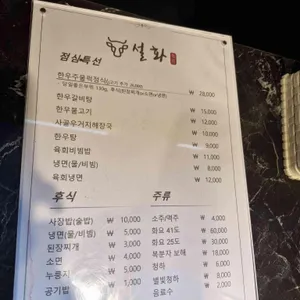 설화
점심특선
한우주물럭정식
₩ 28,000
한우갈비탕
₩ 15,000
한우불고기
₩ 12,000
사골우거지해장국
₩ 10,000
한우탕
₩ 9,000
육회비빔밥
₩ 11,000
냉면(물/비빔)
₩ 8,000
육회냉면
₩ 12,000
후식
사장밥(술밥) ₩ 10,000
냉면(물/비빔) ₩ 5,000
된장찌개 ₩ 3,000
소면 ₩ 4,000
누룽지 ₩
공기밥 ₩
주류
소주/맥주 ₩ 4,000
화요 41도 ₩ 60,000
화요 25도 ₩ 30,000
복분자 보해 ₩ 18,000
청하 ₩ 6,000
별빛청하 ₩ 6,000
음료수 ₩ 2,000